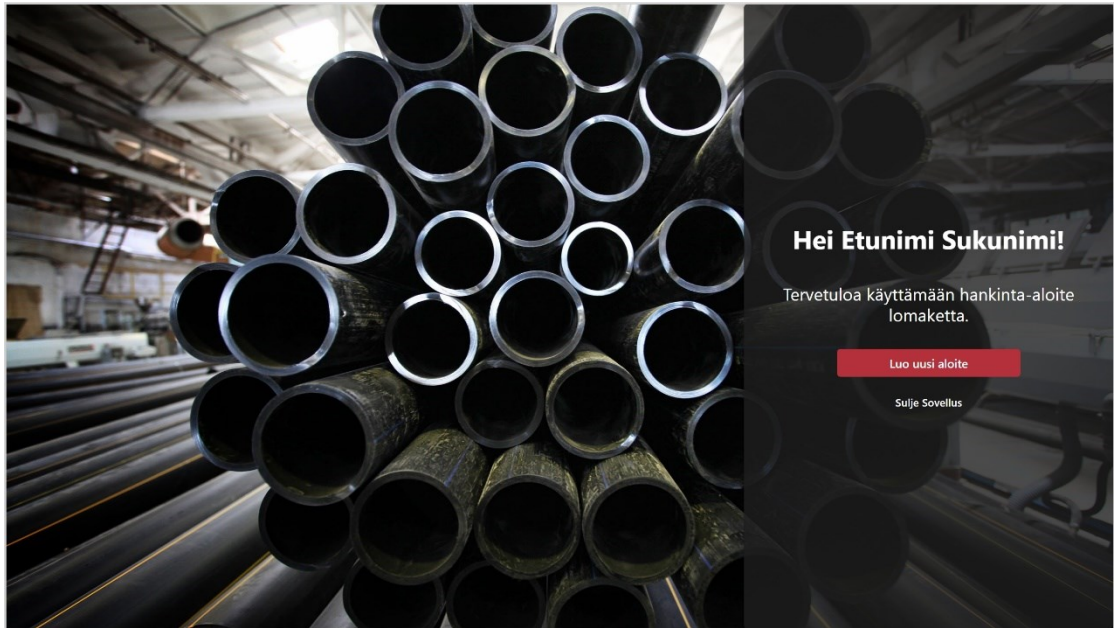 Hei Etunimi Sukunimi!
Tervetuloa käyttämään hankinta-aloite
lomaketta.
Luo uusi aloite
Sulje Sovellus